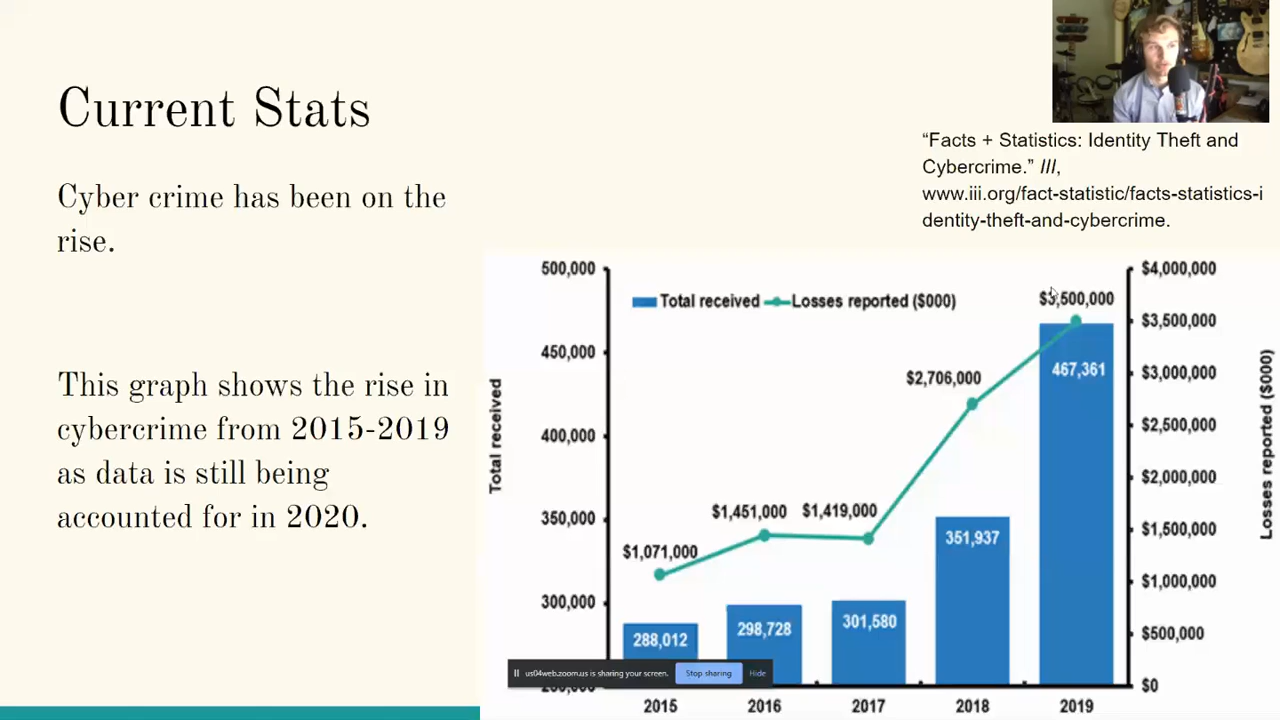 Current Stats
Cyber crime has been on the
rise.
This graph shows the rise in
cybercrime from 2015-2019
as data is still being
accounted for in 2020.
“Facts + Statistics: Identity Theft and
Cybercrime.” III,
www.iii.org/fact-statistic/facts-statistics-i
dentity-theft-and-cybercrime.
Total received
500,000
450,000
400,000
350,000
300,000
Total received
Losses reported ($000)
$1,071,000
$1,451,000
$1,419,000
$2,706,000
$3,500,000
288,012
298,728
301,580
351,937
467,361
$4,000,000
$3,500,000
$3,000,000
$2,500,000
$2,000,000
$1,500,000
$1,000,000
$500,000
$0
Losses reported ($000)
us04web.zoom.us is sharing your screen. Stop sharing Hide
2015 2016 2017 2018 2019